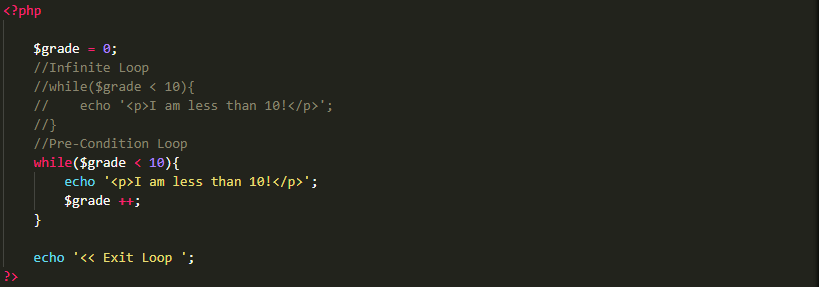 <?php
$grade = 0;
//Infinite Loop
//while($grade < 10){
//    echo '<p>I am less than 10!</p>';
//}
//Pre-Condition Loop
while($grade < 10){
echo '<p>I am less than 10!</p>';
$grade ++;
}
echo '<< Exit Loop ';
?>